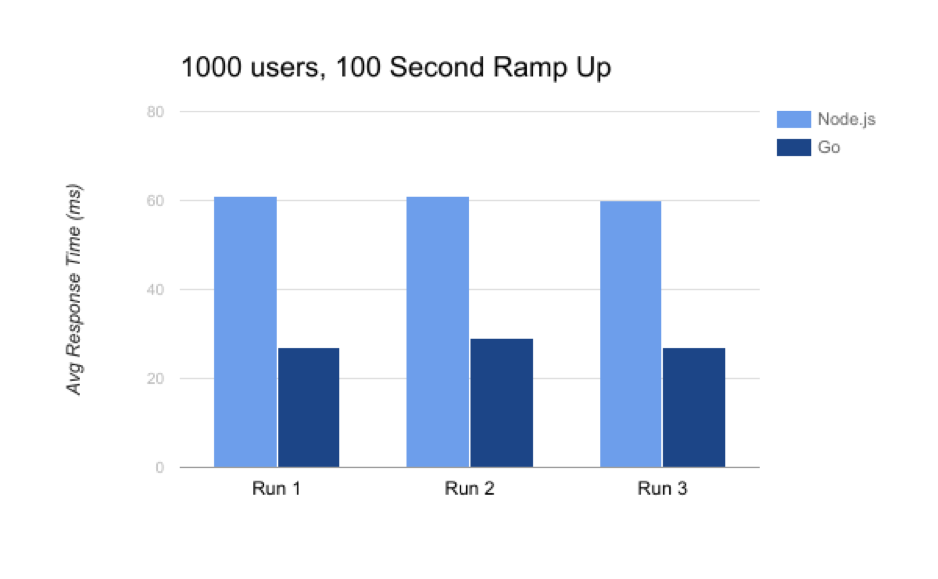 1000 users, 100 Second Ramp Up
Node.js
Go
Avg Response Time (ms)
80
60
40
20
0
Run 1
Run 2
Run 3